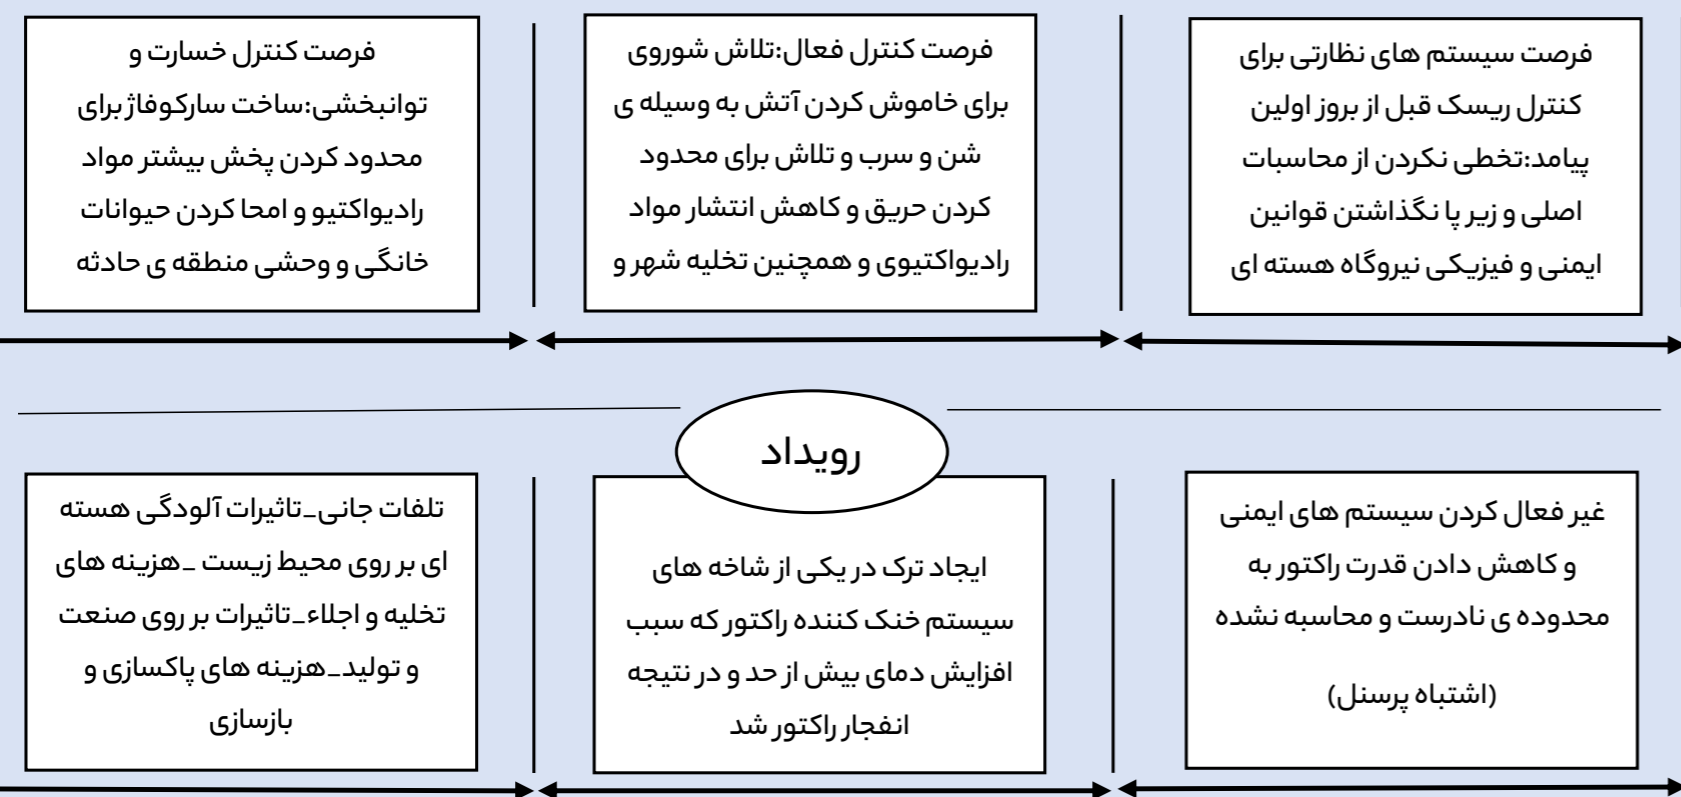 فرصت سیستم های نظارتی برای
کنترل ریسک قبل از بروز اولین
پیامد:تخطی نکردن از محاسبات
اصلی و زیر پا نگذاشتن قوانین
ایمنی و فیزیکی نیروگاه هسته ای
فرصت کنترل فعال:تلاش شوروی
برای خاموش کردن آتش به وسیله ی
شن و سرب و تلاش برای محدود
کردن حریق و کاهش انتشار مواد
رادیواکتیوی و همچنین تخلیه شهر و
فرصت کنترل خسارت و
توانبخشی:ساخت سارکوفاژ برای
محدود کردن پخش بیشتر مواد
رادیواکتیو و امحا کردن حیوانات
خانگی و وحشی منطقه ی حادثه
رویداد
غیر فعال کردن سیستم های ایمنی
و کاهش دادن قدرت راکتور به
محدوده ی نادرست و محاسبه نشده
(اشتباه پرسنل)
ایجاد ترک در یکی از شاخه های
سیستم خنک کننده راکتور که سبب
افزایش دمای بیش از حد و در نتیجه
انفجار راکتور شد
تلفات جانی_تاثیرات آلودگی هسته
ای بر روی محیط زیست _هزینه های
تخلیه و اجلاء_تاثیرات بر روی صنعت
و تولید_هزینه های پاکسازی و
بازسازی